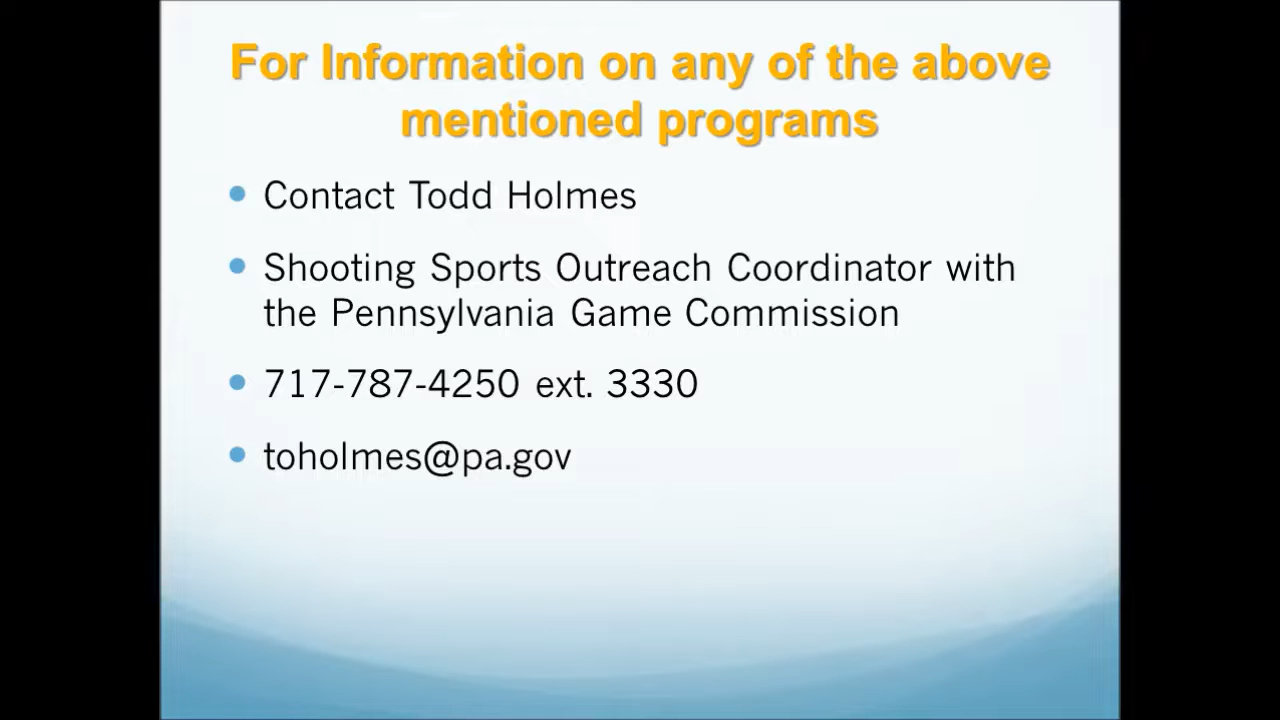 For Information on any of the above
mentioned programs
Contact Todd Holmes
Shooting Sports Outreach Coordinator with
the Pennsylvania Game Commission
717-787-4250 ext. 3330
toholmes@pa.gov